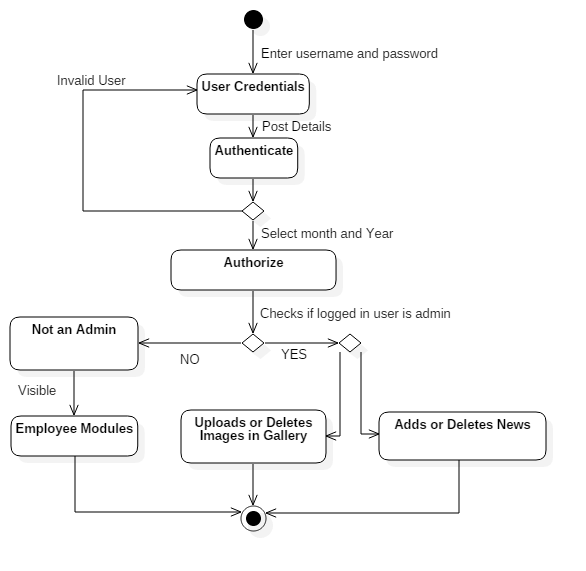 Enter username and password
Invalid User
User Credentials
Post Details
Authenticate
Select month and Year
Authorize
Checks if logged in user is admin
Not an Admin
NO
YES
Visible
Uploads or Deletes
Images in Gallery
Adds or Deletes News
Employee Modules